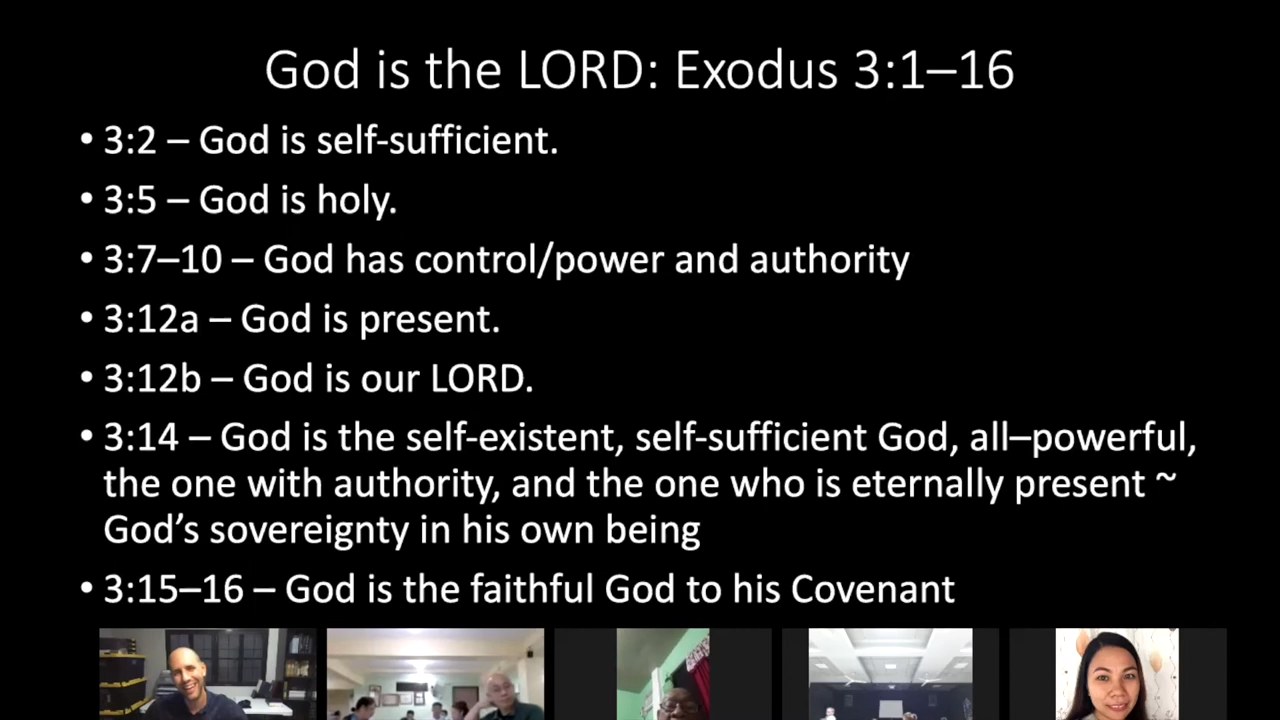 God is the LORD: Exodus 3:1–16
• 3:2 – God is self-sufficient.
• 3:5 – God is holy.
• 3:7–10 – God has control/power and authority
• 3:12a – God is present.
• 3:12b – God is our LORD.
• 3:14 – God is the self-existent, self-sufficient God, all–powerful,
the one with authority, and the one who is eternally present ~
God’s sovereignty in his own being
• 3:15–16 – God is the faithful God to his Covenant